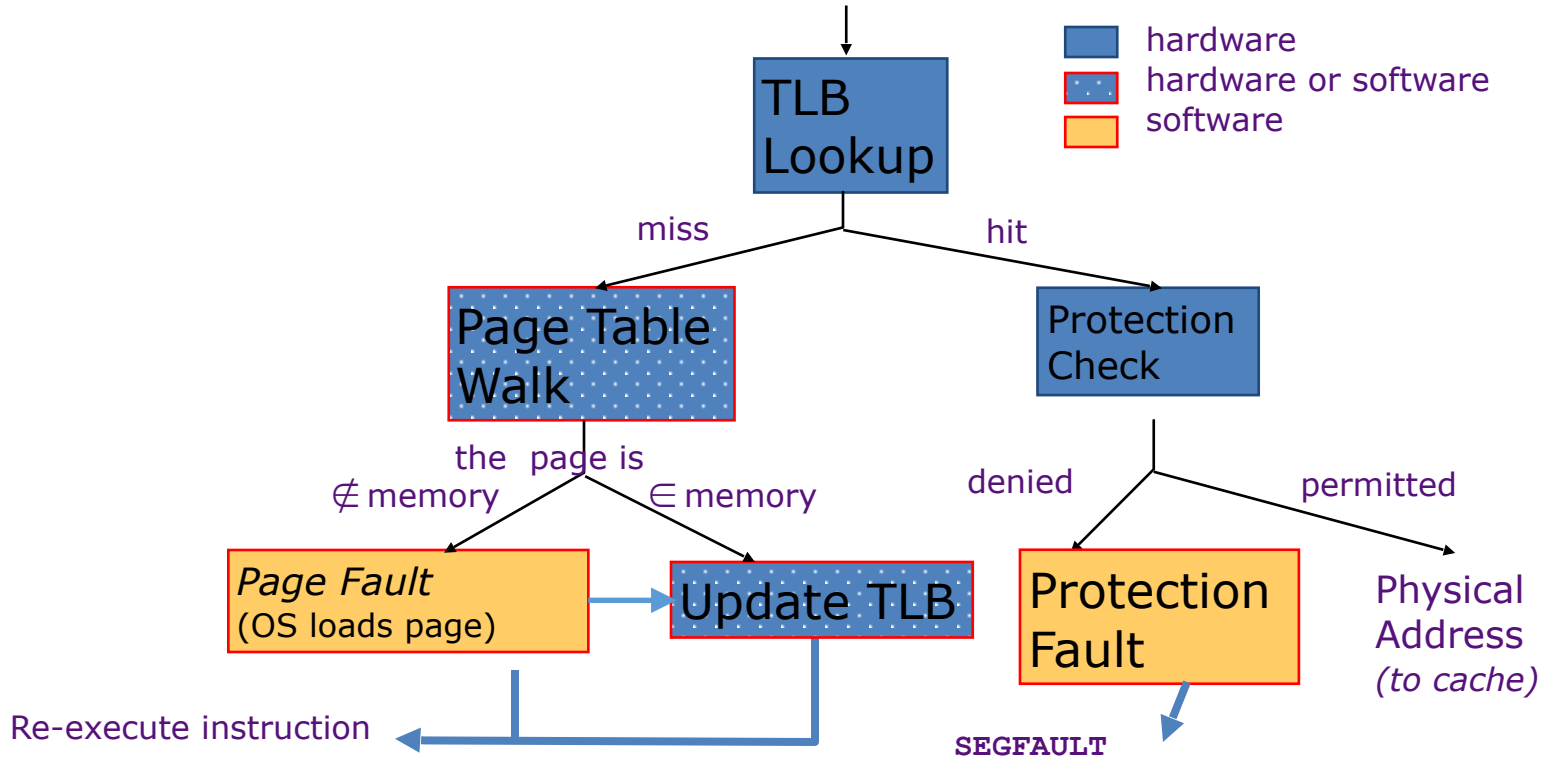 hardware
hardware or software
software
TLB
Lookup
miss
hit
Page Table
Walk
Protection
Check
the page is
∉ memory
∈ memory
denied
permitted
Page Fault
(OS loads page)
Update TLB
Protection
Fault
Physical
Address
(to cache)
Re-execute instruction
SEGFAULT